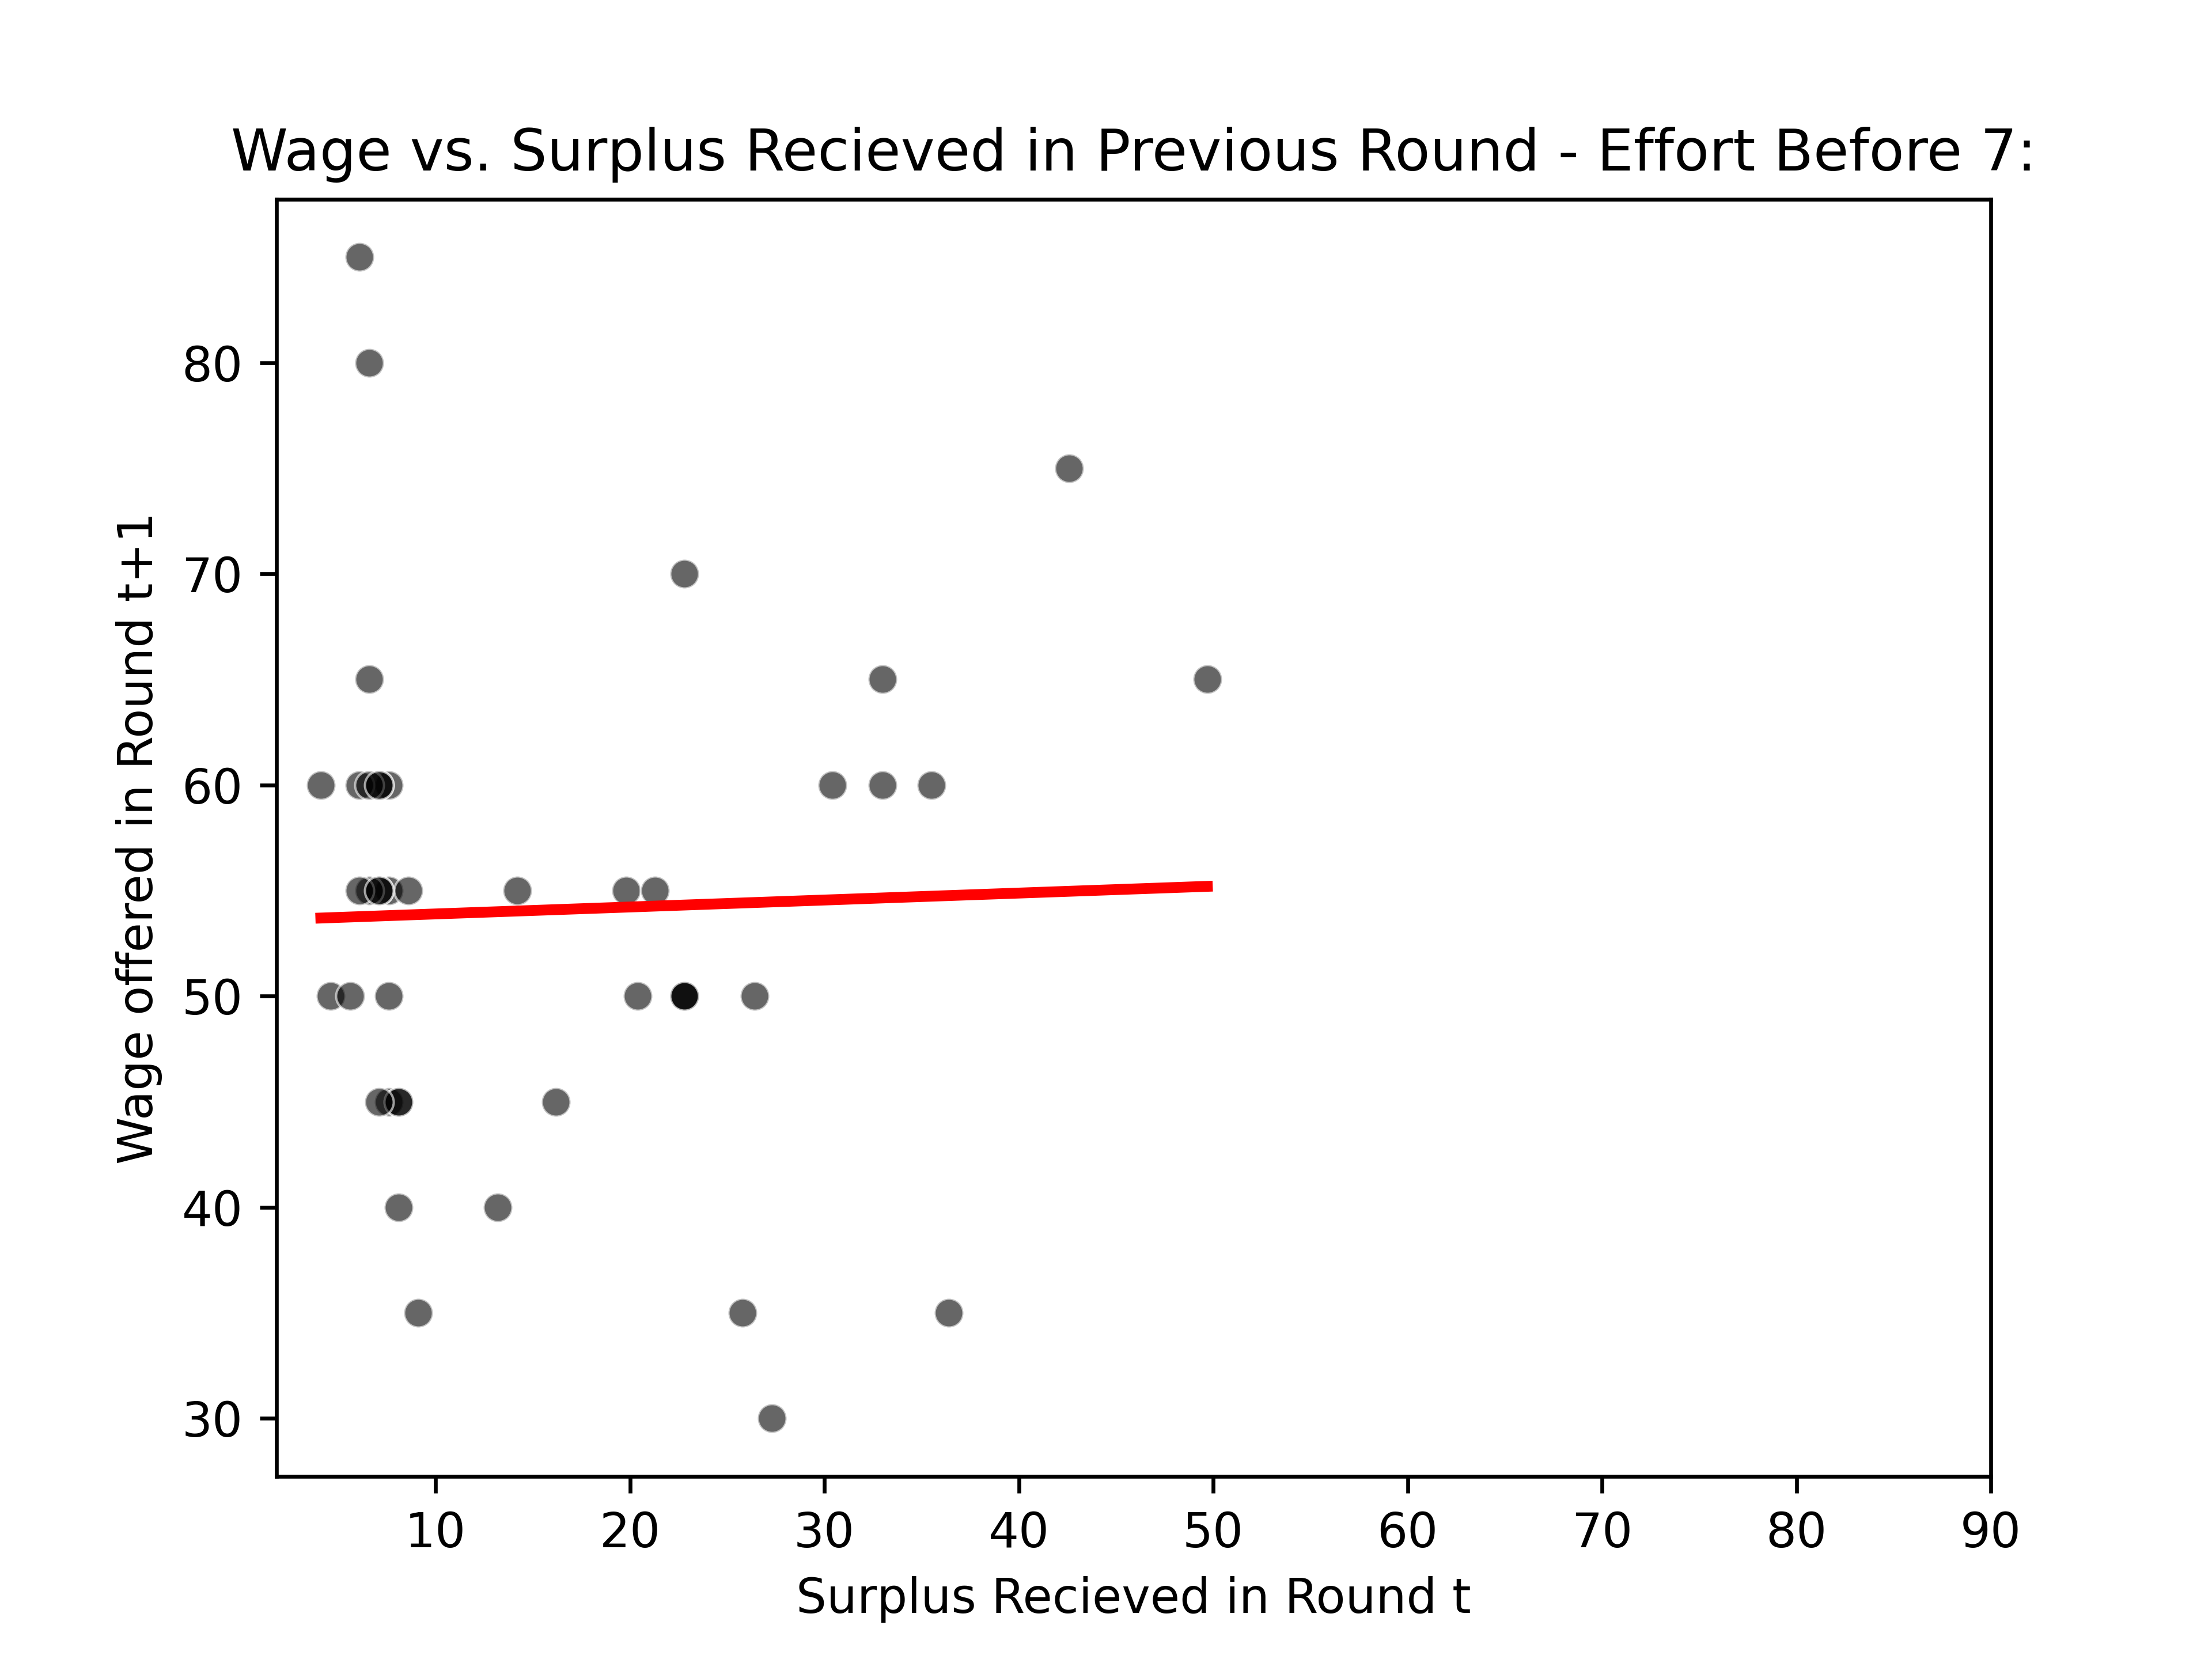 Wage vs. Surplus Recieved in Previous Round - Effort Before 7:
Wage offered in Round t+1
80
70
60
50
40
30
10 20 30 40 50 60 70 80 90
Surplus Recieved in Round t